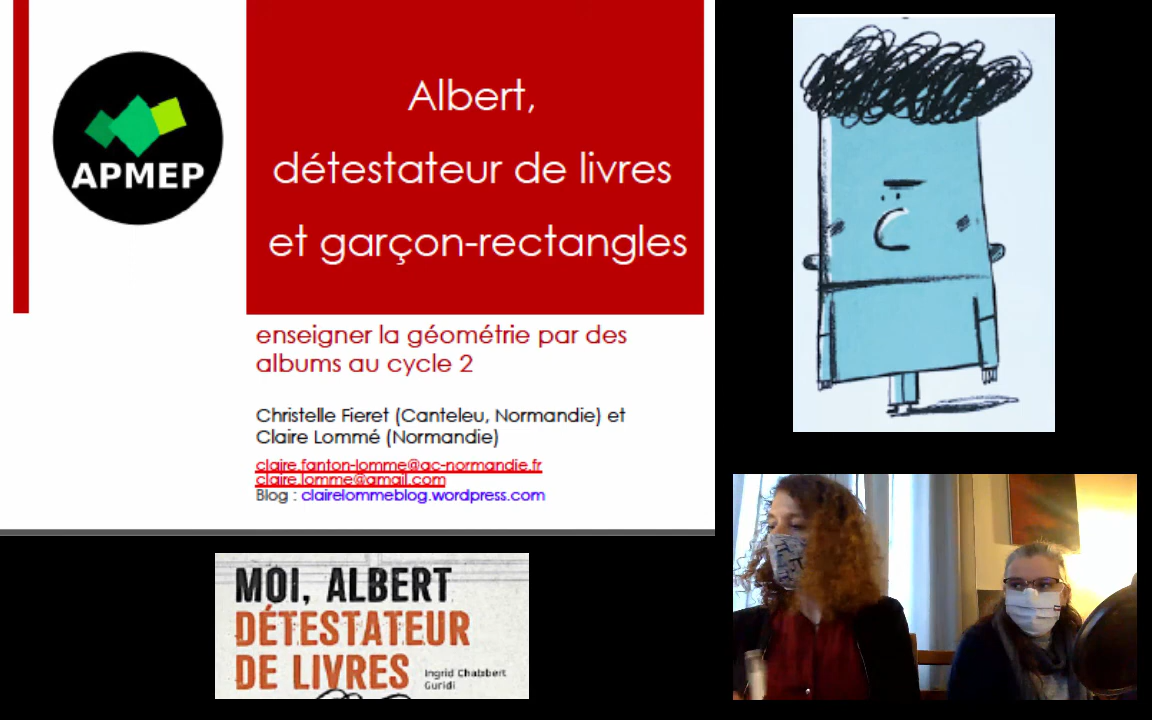 APMEP
Albert,
détestateur de livres
et garçon-rectangles
enseigner la géométrie par des
albums au cycle 2
Christelle Fieret (Canteleu, Normandie) et
Claire Lommé (Normandie)
claire.fanton-lomme@ac-normandie.fr
claire.lomme@gmail.com
Blog : clairelommeblog.wordpress.com
MOI, ALBERT
DÉTESTATEUR
DE LIVRES
Ingrid Chabbert
Guridi